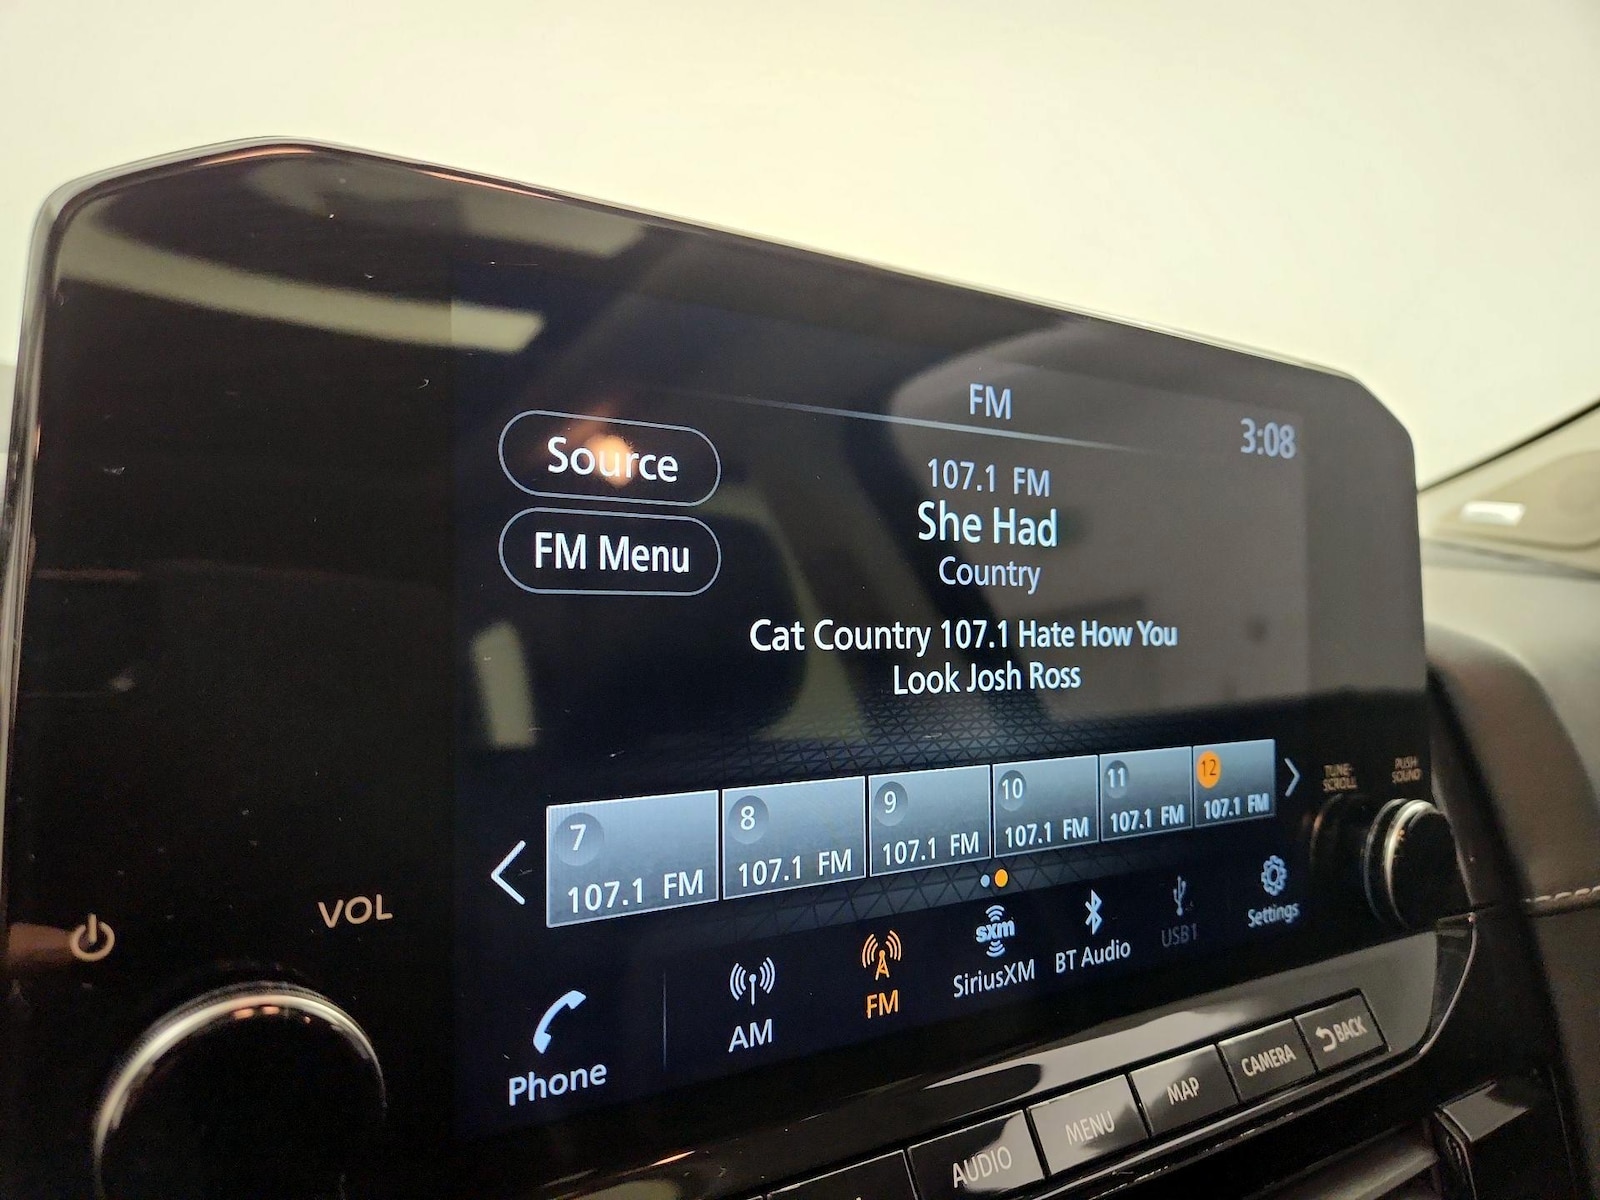 FM
3:08
Source
FM Menu
107.1 FM
She Had
Country
Cat Country 107.1 Hate How You
Look Josh Ross
7
107.1 FM
8
107.1 FM
9
107.1 FM
10
107.1 FM
11
107.1 FM
12
107.1 FM
TUNE-
SCROLL
PUSH
SOUND
VOL
Phone
AM
FM
sxm
SiriusXM
BT Audio
USB1
Settings
AUDIO
MENU
MAP
CAMERA
BACK